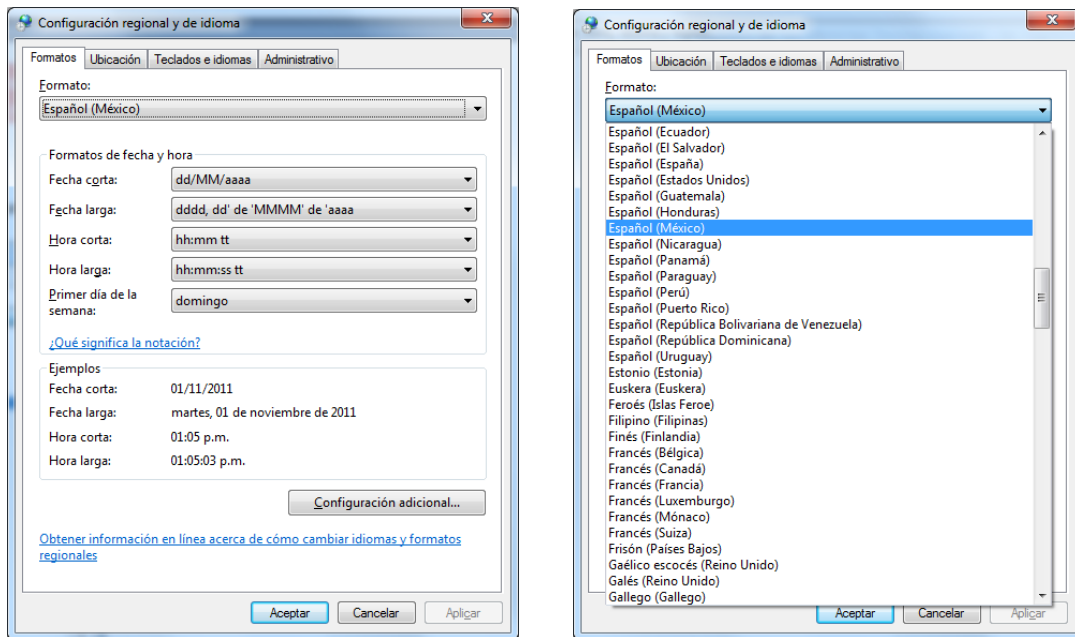 Configuración regional y de idioma
Formatos Ubicación Teclados e idiomas Administrativo
Formato:
Español (México)
Formatos de fecha y hora
Fecha corta: dd/MM/aaaa
Fecha larga: dddd, dd' de 'MMMM' de 'aaaa
Hora corta: hh:mm tt
Hora larga: hh:mm:ss tt
Primer día de la
semana: domingo
¿Qué significa la notación?
Ejemplos
Fecha corta: 01/11/2011
Fecha larga: martes, 01 de noviembre de 2011
Hora corta: 01:05 p.m.
Hora larga: 01:05:03 p.m.
Configuración adicional...
Obtener información en línea acerca de cómo cambiar idiomas y formatos
regionales
Aceptar Cancelar Aplicar
Configuración regional y de idioma
Formatos Ubicación Teclados e idiomas Administrativo
Formato:
Español (México)
Español (Ecuador)
Español (El Salvador)
Español (España)
Español (Estados Unidos)
Español (Guatemala)
Español (Honduras)
Español (México)
Español (Nicaragua)
Español (Panamá)
Español (Paraguay)
Español (Perú)
Español (Puerto Rico)
Español (República Bolivariana de Venezuela)
Español (República Dominicana)
Español (Uruguay)
Estonio (Estonia)
Euskera (Euskera)
Feroés (Islas Feroe)
Filipino (Filipinas)
Finés (Finlandia)
Francés (Bélgica)
Francés (Canadá)
Francés (Francia)
Francés (Luxemburgo)
Francés (Mónaco)
Francés (Suiza)
Frisón (Países Bajos)
Gaélico escocés (Reino Unido)
Galés (Reino Unido)
Gallego (Gallego)
Aceptar Cancelar Aplicar